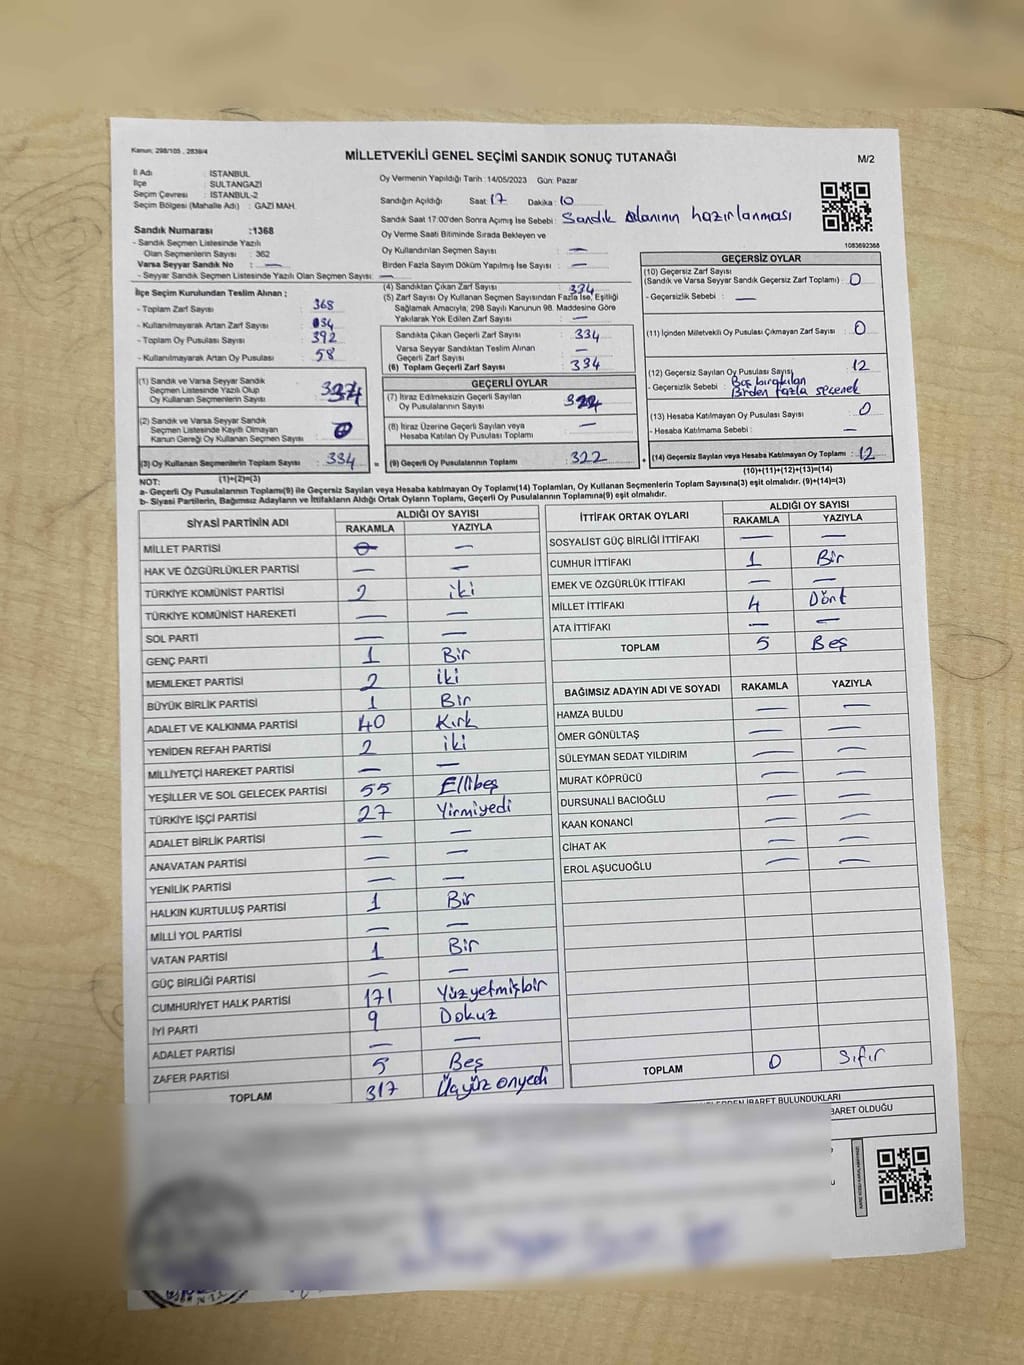 Kanun: 298/105 , 2839/4
MİLLETVEKİLİ GENEL SEÇİMİ SANDIK SONUÇ TUTANAĞI
M/2
İl Adı : İSTANBUL
İlçe : SULTANGAZİ
Seçim Çevresi : İSTANBUL-2
Seçim Bölgesi (Mahalle Adı) : GAZİ MAH.
Sandık Numarası :1368
- Sandık Seçmen Listesinde Yazılı
Olan Seçmenlerin Sayısı : 362
Varsa Seyyar Sandık No : —
- Seyyar Sandık Seçmen Listesinde Yazılı Olan Seçmen Sayısı: —
Oy Vermenin Yapıldığı Tarih : 14/05/2023 Gün: Pazar
Sandığın Açıldığı Saat: 17 Dakika : 10
Sandık Saat 17:00'den Sonra Açımış İse Sebebi : Sandık alanının hazırlanması
Oy Verme Saati Bitiminde Sırada Bekleyen ve
Oy Kullandırılan Seçmen Sayısı : —
Birden Fazla Sayım Döküm Yapılmış İse Sayısı : —
1083692368
İlçe Seçim Kurulundan Teslim Alınan ;
- Toplam Zarf Sayısı : 368
- Kullanılmayarak Artan Zarf Sayısı : 034
- Toplam Oy Pusulası Sayısı : 392
- Kullanılmayarak Artan Oy Pusulası : 58
(1) Sandık ve Varsa Seyyar Sandık
Seçmen Listesinde Yazılı Olup
Oy Kullanan Seçmenlerin Sayısı : 334
(2) Sandık ve Varsa Seyyar Sandık
Seçmen Listesinde Kayıtlı Olmayan
Kanun Gereği Oy Kullanan Seçmen Sayısı : 0
(3) Oy Kullanan Seçmenlerin Toplam Sayısı : 334
(1)+(2)=(3)
(4) Sandıktan Çıkan Zarf Sayısı : 334
(5) Zarf Sayısı Oy Kullanan Seçmen Sayısından Fazla İse, Eşitliği
Sağlamak Amacıyla; 298 Sayılı Kanunun 98. Maddesine Göre
Yakılarak Yok Edilen Zarf Sayısı : —
Sandıkta Çıkan Geçerli Zarf Sayısı : 334
Varsa Seyyar Sandıktan Teslim Alınan
Geçerli Zarf Sayısı : —
(6) Toplam Geçerli Zarf Sayısı : 334
GEÇERLİ OYLAR
(7) İtiraz Edilmeksizin Geçerli Sayılan
Oy Pusulalarının Sayısı : 322
(8) İtiraz Üzerine Geçerli Sayılan veya
Hesaba Katılan Oy Pusulası Toplamı : —
= (9) Geçerli Oy Pusulalarının Toplamı : 322
GEÇERSİZ OYLAR
(10) Geçersiz Zarf Sayısı
(Sandık ve Varsa Seyyar Sandık Geçersiz Zarf Toplamı) : 0
- Geçersizlik Sebebi : —
(11) İçinden Milletvekili Oy Pusulası Çıkmayan Zarf Sayısı : 0
(12) Geçersiz Sayılan Oy Pusulası Sayısı : 12
- Geçersizlik Sebebi : Boş bırakılan
Birden fazla seçenek
(13) Hesaba Katılmayan Oy Pusulası Sayısı : 0
- Hesaba Katılmama Sebebi : —
+ (14) Geçersiz Sayılan veya Hesaba Katılmayan Oy Toplamı : 12
(10)+(11)+(12)+(13)=(14)
NOT:
a- Geçerli Oy Pusulalarının Toplamı(9) ile Geçersiz Sayılan veya Hesaba Katılmayan Oy Toplamı(14) Toplamları, Oy Kullanan Seçmenlerin Toplam Sayısına(3) eşit olmalıdır. (9)+(14)=(3)
b- Siyasi Partilerin, Bağımsız Adayların ve İttifakların Aldığı Ortak Oyların Toplamı, Geçerli Oy Pusulalarının Toplamına(9) eşit olmalıdır.
SİYASİ PARTİNİN ADI ALDIĞI OY SAYISI
RAKAMLA YAZIYLA
MİLLET PARTİSİ 0 —
HAK VE ÖZGÜRLÜKLER PARTİSİ — —
TÜRKİYE KOMÜNİST PARTİSİ 2 iki
TÜRKİYE KOMÜNİST HAREKETİ — —
SOL PARTİ — —
GENÇ PARTİ 1 Bir
MEMLEKET PARTİSİ 2 iki
BÜYÜK BİRLİK PARTİSİ 1 Bir
ADALET VE KALKINMA PARTİSİ 40 Kırk
YENİDEN REFAH PARTİSİ 2 iki
MİLLİYETÇİ HAREKET PARTİSİ — —
YEŞİLLER VE SOL GELECEK PARTİSİ 55 Ellibeş
TÜRKİYE İŞÇİ PARTİSİ 27 Yirmiyedi
ADALET BİRLİK PARTİSİ — —
ANAVATAN PARTİSİ — —
YENİLİK PARTİSİ — —
HALKIN KURTULUŞ PARTİSİ 1 Bir
MİLLİ YOL PARTİSİ — —
VATAN PARTİSİ 1 Bir
GÜÇ BİRLİĞİ PARTİSİ — —
CUMHURİYET HALK PARTİSİ 171 Yüzyetmişbir
İYİ PARTİ 9 Dokuz
ADALET PARTİSİ — —
ZAFER PARTİSİ 5 Beş
TOPLAM 317 Üçyüz onyedi
İTTİFAK ORTAK OYLARI ALDIĞI OY SAYISI
RAKAMLA YAZIYLA
SOSYALİST GÜÇ BİRLİĞİ İTTİFAKI — —
CUMHUR İTTİFAKI 1 Bir
EMEK VE ÖZGÜRLÜK İTTİFAKI — —
MİLLET İTTİFAKI 4 Dört
ATA İTTİFAKI — —
TOPLAM 5 Beş
BAĞIMSIZ ADAYIN ADI VE SOYADI RAKAMLA YAZIYLA
HAMZA BULDU — —
ÖMER GÖNÜLTAŞ — —
SÜLEYMAN SEDAT YILDIRIM — —
MURAT KÖPRÜCÜ — —
DURSUNALİ BACIOĞLU — —
KAAN KONANCİ — —
CİHAT AK — —
EROL AŞUCUOĞLU — —
TOPLAM 0 Sıfır
İBARET BULUNDUKLARI
BARET OLDUĞU